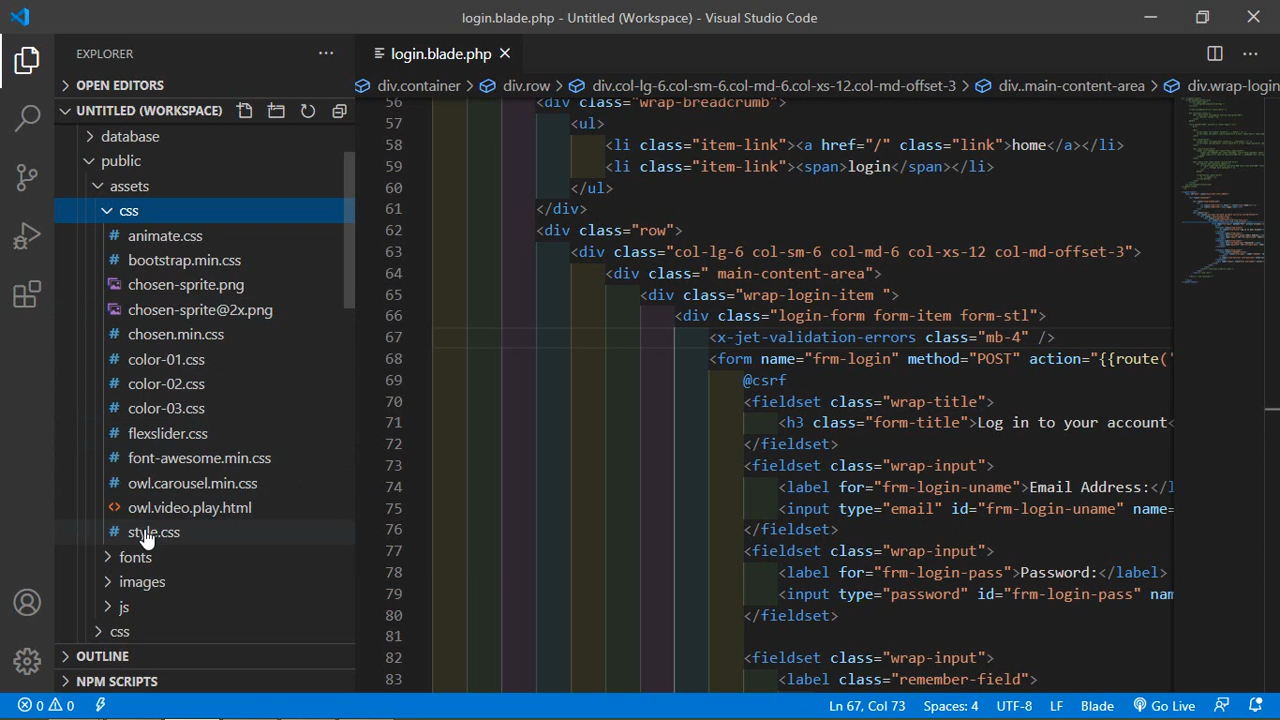 login.blade.php - Untitled (Workspace) - Visual Studio Code
EXPLORER
OPEN EDITORS
UNTITLED (WORKSPACE)
database
public
assets
css
animate.css
bootstrap.min.css
chosen-sprite.png
chosen-sprite@2x.png
chosen.min.css
color-01.css
color-02.css
color-03.css
flexslider.css
font-awesome.min.css
owl.carousel.min.css
owl.video.play.html
style.css
fonts
images
js
css
OUTLINE
NPM SCRIPTS
login.blade.php
div.container > div.row > div.col-lg-6.col-sm-6.col-md-6.col-xs-12.col-md-offset-3 > div..main-content-area > div.wrap-login
56 <div class="wrap-breadcrumb">
57 <ul>
58 <li class="item-link"><a href="/" class="link">home</a></li>
59 <li class="item-link"><span>login</span></li>
60 </ul>
61 </div>
62 <div class="row">
63 <div class="col-lg-6 col-sm-6 col-md-6 col-xs-12 col-md-offset-3">
64 <div class=" main-content-area">
65 <div class="wrap-login-item ">
66 <div class="login-form form-item form-stl">
67 <x-jet-validation-errors class="mb-4" />
68 <form name="frm-login" method="POST" action="{{route('
69 @csrf
70 <fieldset class="wrap-title">
71 <h3 class="form-title">Log in to your account<
72 </fieldset>
73 <fieldset class="wrap-input">
74 <label for="frm-login-uname">Email Address:</l
75 <input type="email" id="frm-login-uname" name=
76 </fieldset>
77 <fieldset class="wrap-input">
78 <label for="frm-login-pass">Password:</label>
79 <input type="password" id="frm-login-pass" nam
80 </fieldset>
81
82 <fieldset class="wrap-input">
83 <label class="remember-field">
0 0 Ln 67, Col 73 Spaces: 4 UTF-8 LF Blade Go Live